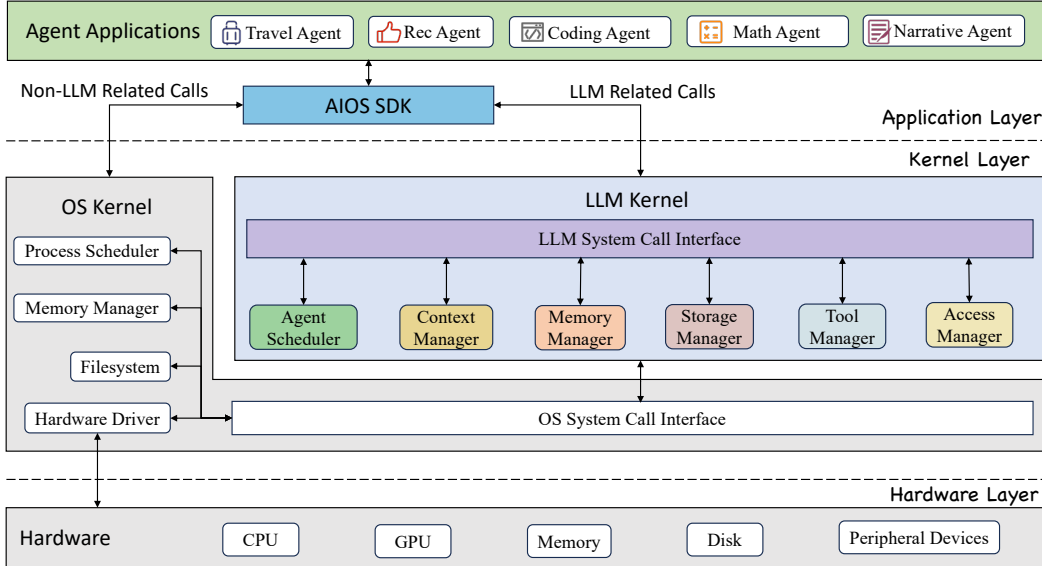 Agent Applications
Travel Agent
Rec Agent
Coding Agent
Math Agent
Narrative Agent
Non-LLM Related Calls
AIOS SDK
LLM Related Calls
Application Layer
Kernel Layer
OS Kernel
LLM Kernel
LLM System Call Interface
Process Scheduler
Memory Manager
Filesystem
Hardware Driver
Agent
Scheduler
Context
Manager
Memory
Manager
Storage
Manager
Tool
Manager
Access
Manager
OS System Call Interface
Hardware Layer
Hardware
CPU
GPU
Memory
Disk
Peripheral Devices